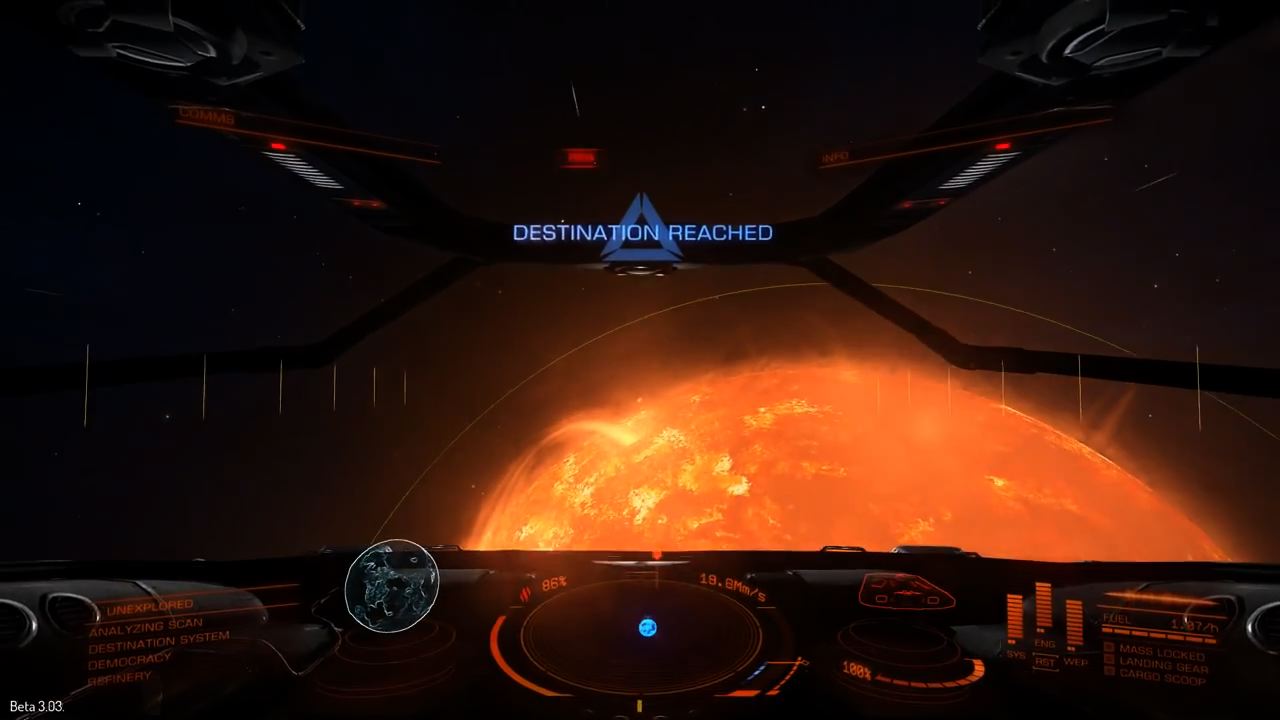 COMMS
INFO
DESTINATION REACHED
86%
19.8Mm/s
UNEXPLORED
ANALYZING SCAN
DESTINATION SYSTEM
DEMOCRACY
REFINERY
100%
SYS
ENG
RST
WEP
FUEL
MASS LOCKED
LANDING GEAR
CARGO SCOOP
Beta 3.03